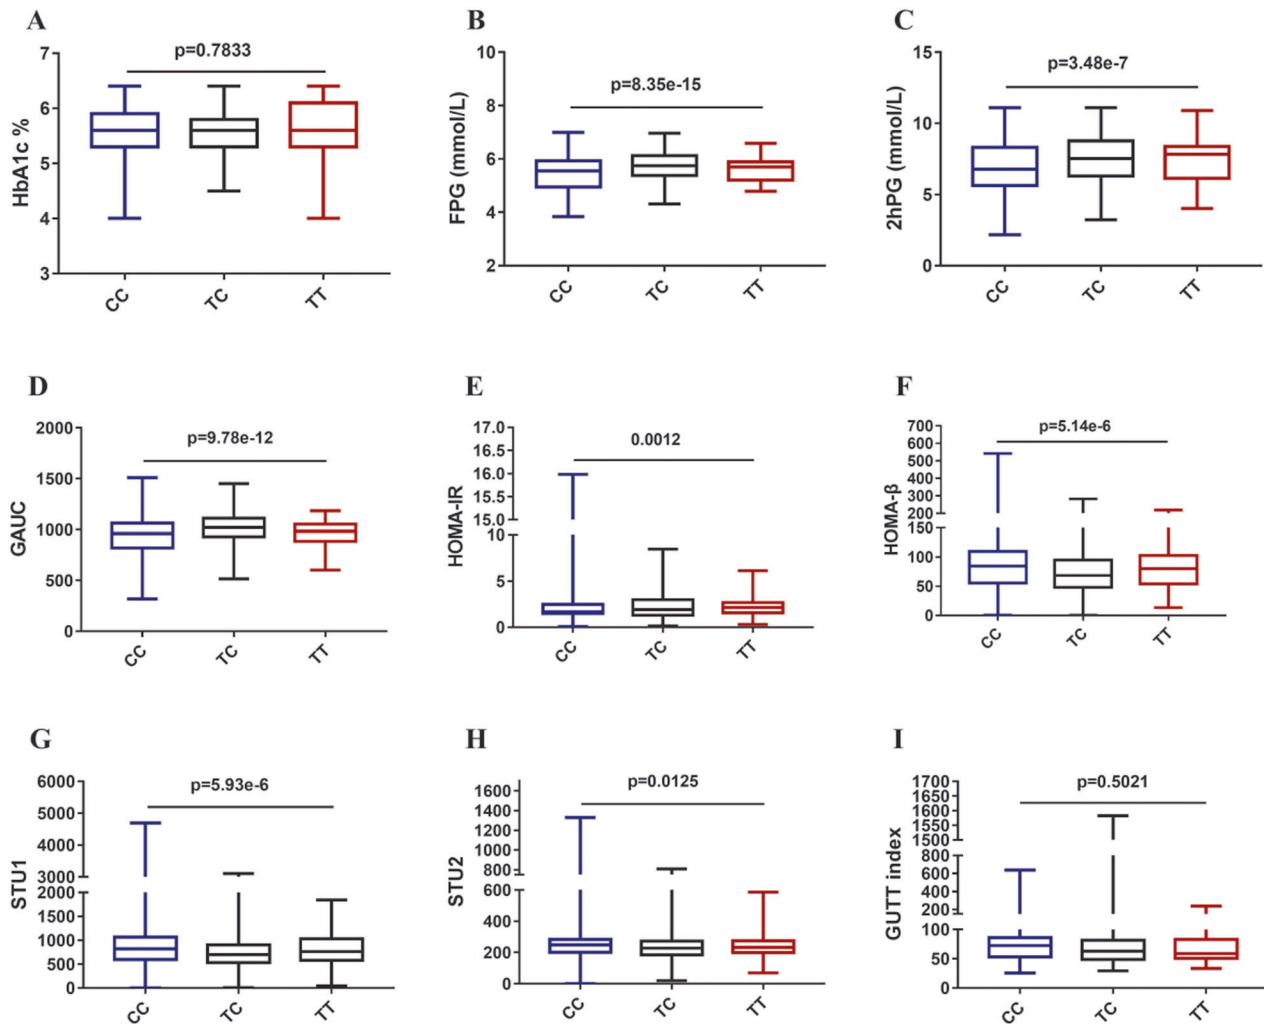 A
p=0.7833
HbA1c %
7
6
5
4
3
CC
TC
TT
B
p=8.35e-15
FPG (mmol/L)
10
8
6
4
2
CC
TC
TT
C
p=3.48e-7
2hPG (mmol/L)
15
10
5
0
CC
TC
TT
D
p=9.78e-12
GAUC
2000
1500
1000
500
0
CC
TC
TT
E
0.0012
HOMA-IR
17.0
16.5
16.0
15.5
15.0
10
5
0
CC
TC
TT
F
p=5.14e-6
HOMA-β
700
600
500
400
300
200
150
100
50
0
CC
TC
TT
G
p=5.93e-6
STU1
6000
5000
4000
3000
2000
1500
1000
500
0
CC
TC
TT
H
p=0.0125
STU2
1600
1400
1200
1000
800
600
400
200
0
CC
TC
TT
I
p=0.5021
GUTT index
1700
1650
1600
1550
1500
800
600
400
200
100
50
0
CC
TC
TT